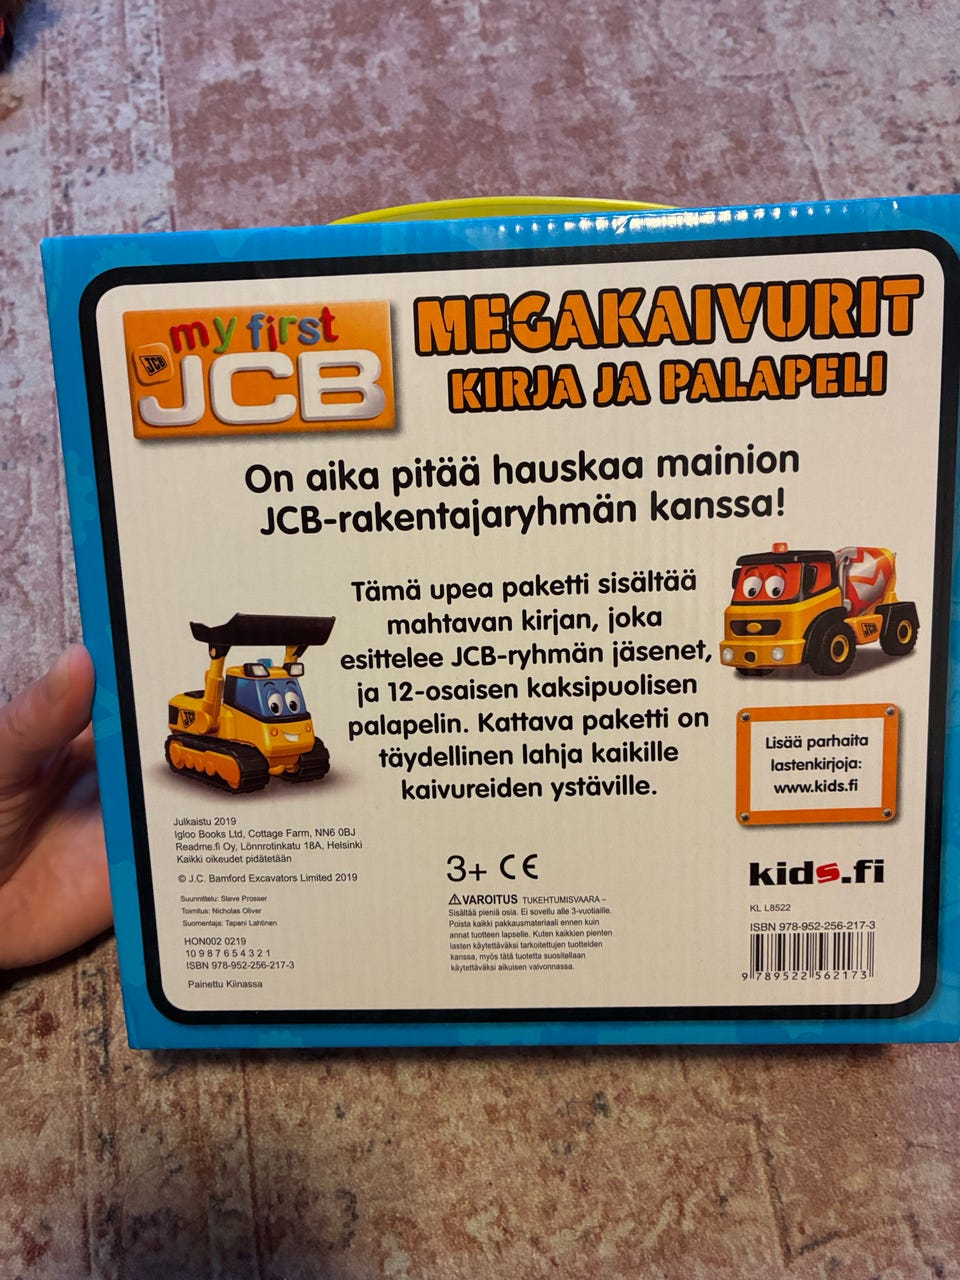 my first
JCB
JCB
MEGAKAIVURIT
KIRJA JA PALAPELI
On aika pitää hauskaa mainion
JCB-rakentajaryhmän kanssa!
Tämä upea paketti sisältää
mahtavan kirjan, joka
esittelee JCB-ryhmän jäsenet,
ja 12-osaisen kaksipuolisen
palapelin. Kattava paketti on
täydellinen lahja kaikille
kaivureiden ystäville.
JCB
JCB
Lisää parhaita
lastenkirjoja:
www.kids.fi
Julkaistu 2019
Igloo Books Ltd, Cottage Farm, NN6 0BJ
Readme.fi Oy, Lönnrotinkatu 18A, Helsinki
Kaikki oikeudet pidätetään
© J.C. Bamford Excavators Limited 2019
Suunnittelu: Steve Prosser
Toimitus: Nicholas Oliver
Suomentaja: Tapani Lahtinen
HON002 0219
10 9 8 7 6 5 4 3 2 1
ISBN 978-952-256-217-3
Painettu Kiinassa
3+ CE
⚠VAROITUS TUKEHTUMISVAARA –
Sisältää pieniä osia. Ei sovellu alle 3-vuotiaille.
Poista kaikki pakkausmateriaali ennen kuin
annat tuotteen lapselle. Kuten kaikkien pienten
lasten käytettäväksi tarkoitettujen tuotteiden
kanssa, myös tätä tuotetta suositellaan
käytettäväksi aikuisen valvonnassa.
kids.fi
KL L8522
ISBN 978-952-256-217-3
9 789522 562173